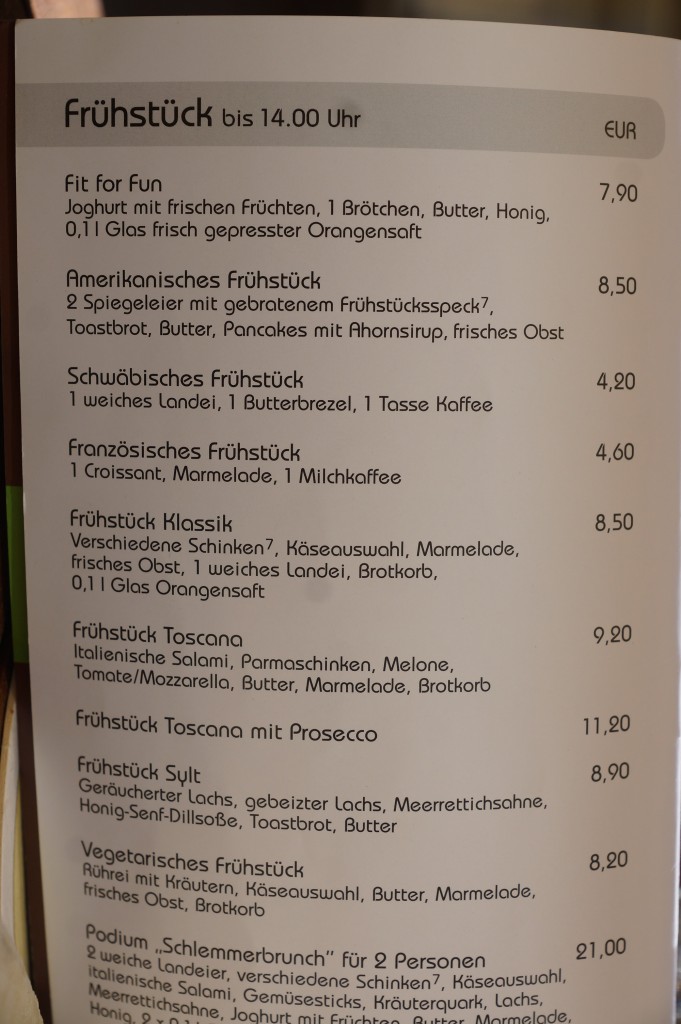 Frühstück bis 14.00 Uhr EUR
Fit for Fun 7,90
Joghurt mit frischen Früchten, 1 Brötchen, Butter, Honig,
0,1 l Glas frisch gepresster Orangensaft
Amerikanisches Frühstück 8,50
2 Spiegeleier mit gebratenem Frühstücksspeck⁷,
Toastbrot, Butter, Pancakes mit Ahornsirup, frisches Obst
Schwäbisches Frühstück 4,20
1 weiches Landei, 1 Butterbrezel, 1 Tasse Kaffee
Französisches Frühstück 4,60
1 Croissant, Marmelade, 1 Milchkaffee
Frühstück Klassik 8,50
Verschiedene Schinken⁷, Käseauswahl, Marmelade,
frisches Obst, 1 weiches Landei, Brotkorb,
0,1 l Glas Orangensaft
Frühstück Toscana 9,20
Italienische Salami, Parmaschinken, Melone,
Tomate/Mozzarella, Butter, Marmelade, Brotkorb
Frühstück Toscana mit Prosecco 11,20
Frühstück Sylt 8,90
Geräucherter Lachs, gebeizter Lachs, Meerrettichsahne,
Honig-Senf-Dillsoße, Toastbrot, Butter
Vegetarisches Frühstück 8,20
Rührei mit Kräutern, Käseauswahl, Butter, Marmelade,
frisches Obst, Brotkorb
Podium „Schlemmerbrunch" für 2 Personen 21,00
2 weiche Landeier, verschiedene Schinken⁷, Käseauswahl,
italienische Salami, Gemüsesticks, Kräuterquark, Lachs,
Meerrettichsahne, Joghurt mit Früchten, Butter, Marmelade,
Honig, 2 x